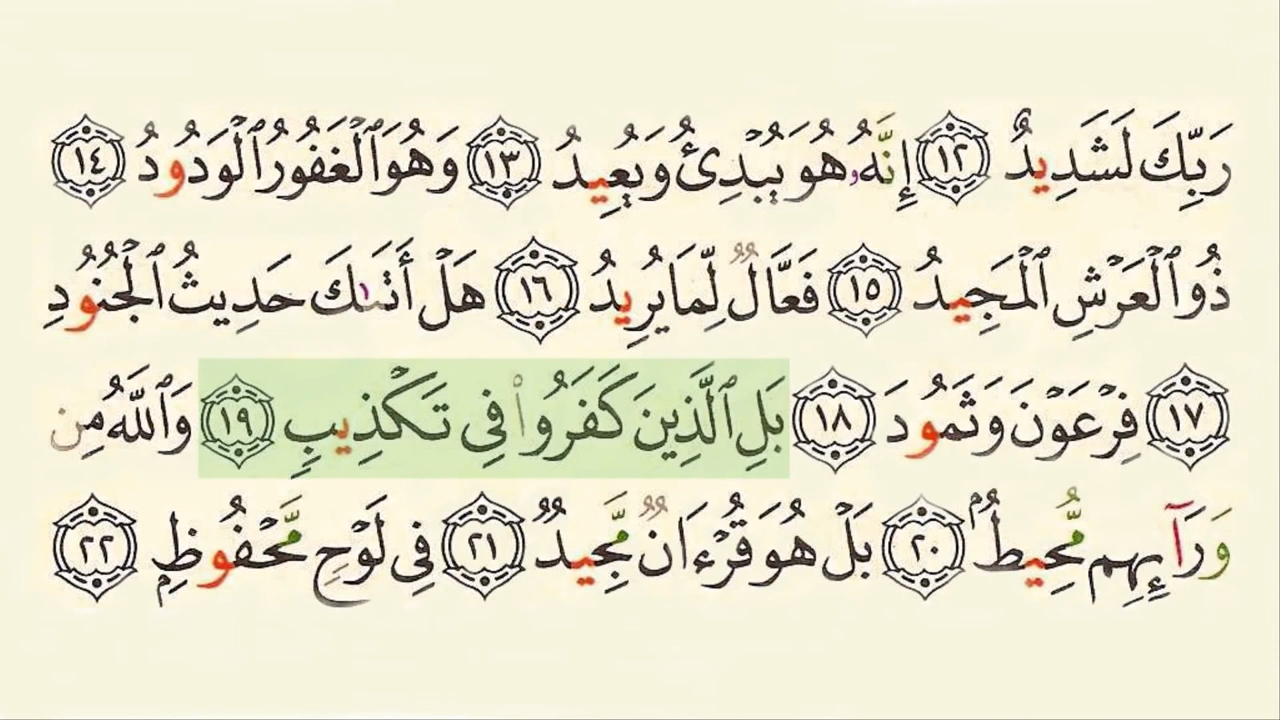 رَبِّكَ لَشَدِيدٌ ١٢ إِنَّهُۥ هُوَ يُبۡدِئُ وَيُعِيدُ ١٣ وَهُوَ ٱلۡغَفُورُ ٱلۡوَدُودُ ١٤
ذُو ٱلۡعَرۡشِ ٱلۡمَجِيدُ ١٥ فَعَّالٞ لِّمَا يُرِيدُ ١٦ هَلۡ أَتَىٰكَ حَدِيثُ ٱلۡجُنُودِ
١٧ فِرۡعَوۡنَ وَثَمُودَ ١٨ بَلِ ٱلَّذِينَ كَفَرُواْ فِي تَكۡذِيبٖ ١٩ وَٱللَّهُ مِن
وَرَآئِهِم مُّحِيطُۢ ٢٠ بَلۡ هُوَ قُرۡءَانٞ مَّجِيدٞ ٢١ فِي لَوۡحٖ مَّحۡفُوظِۭ ٢٢